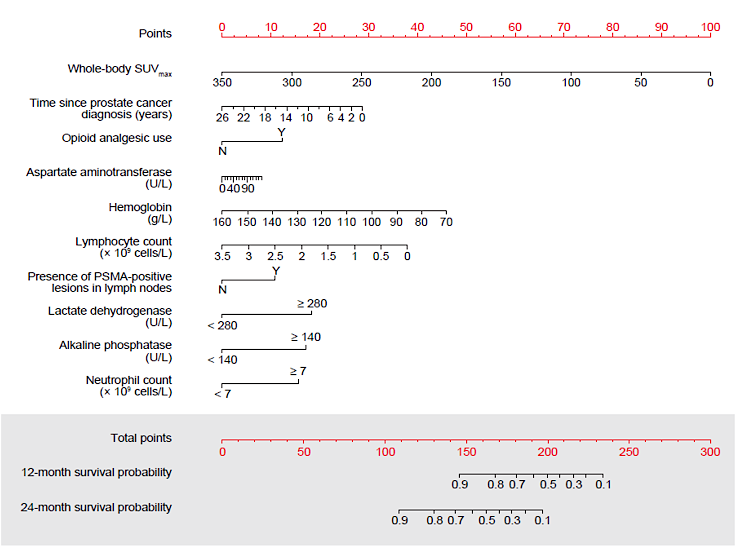 Points
0 10 20 30 40 50 60 70 80 90 100
Whole-body SUVmax
350 300 250 200 150 100 50 0
Time since prostate cancer
diagnosis (years)
26 22 18 14 10 6 4 2 0
Opioid analgesic use
Y
N
Aspartate aminotransferase
(U/L)
0 40 90
Hemoglobin
(g/L)
160 150 140 130 120 110 100 90 80 70
Lymphocyte count
(× 10⁹ cells/L)
3.5 3 2.5 2 1.5 1 0.5 0
Presence of PSMA-positive
lesions in lymph nodes
Y
N
Lactate dehydrogenase
(U/L)
≥ 280
< 280
Alkaline phosphatase
(U/L)
≥ 140
< 140
Neutrophil count
(× 10⁹ cells/L)
≥ 7
< 7
Total points
0 50 100 150 200 250 300
12-month survival probability
0.9 0.8 0.7 0.5 0.3 0.1
24-month survival probability
0.9 0.8 0.7 0.5 0.3 0.1